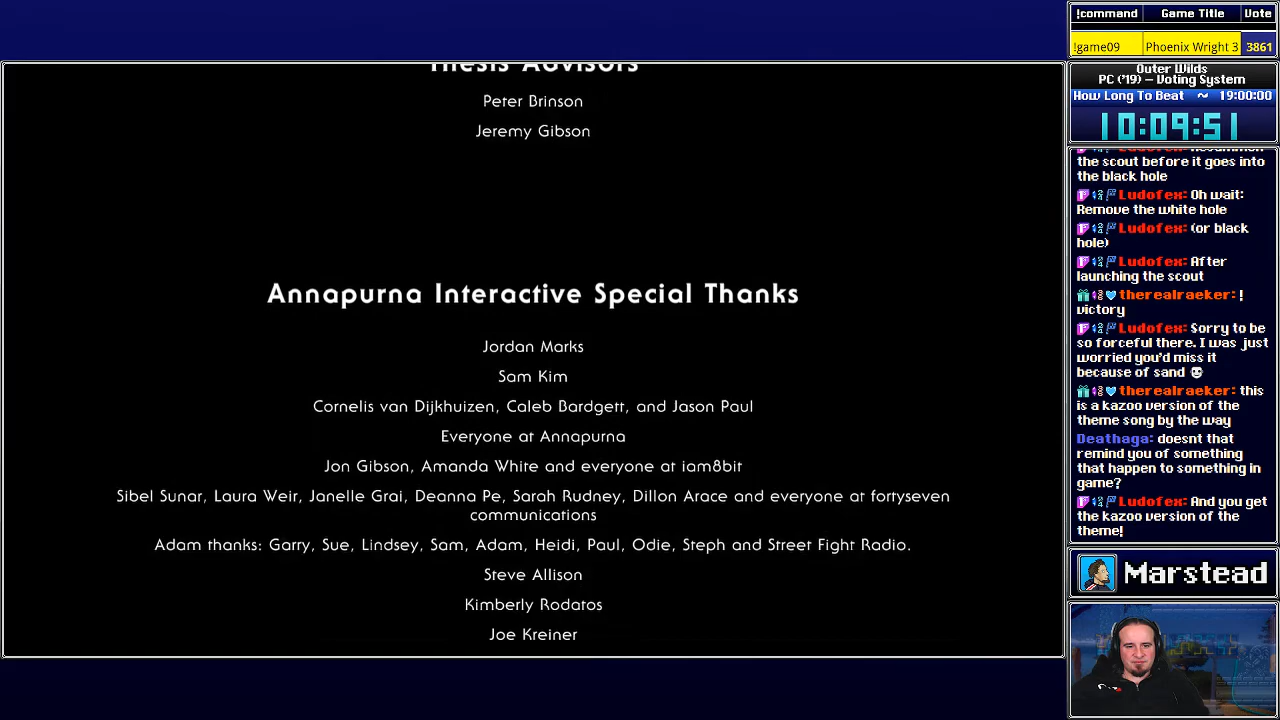 Thesis Advisors
Peter Brinson
Jeremy Gibson
Annapurna Interactive Special Thanks
Jordan Marks
Sam Kim
Cornelis van Dijkhuizen, Caleb Bardgett, and Jason Paul
Everyone at Annapurna
Jon Gibson, Amanda White and everyone at iam8bit
Sibel Sunar, Laura Weir, Janelle Grai, Deanna Pe, Sarah Rudney, Dillon Arace and everyone at fortyseven
communications
Adam thanks: Garry, Sue, Lindsey, Sam, Adam, Heidi, Paul, Odie, Steph and Street Fight Radio.
Steve Allison
Kimberly Rodatos
Joe Kreiner
!command Game Title Vote
!game09 Phoenix Wright 3 3861
Outer Wilds
PC ('19) – Voting System
How Long To Beat ~ 19:00:00
10:09:51
the scout before it goes into
the black hole
Ludofex: Oh wait:
Remove the white hole
Ludofex: (or black
hole)
Ludofex: After
launching the scout
therealraeker: !
victory
Ludofex: Sorry to be
so forceful there. I was just
worried you'd miss it
because of sand
therealraeker: this
is a kazoo version of the
theme song by the way
Deathaga: doesnt that
remind you of something
that happen to something in
game?
Ludofex: And you get
the kazoo version of the
theme!
Marstead